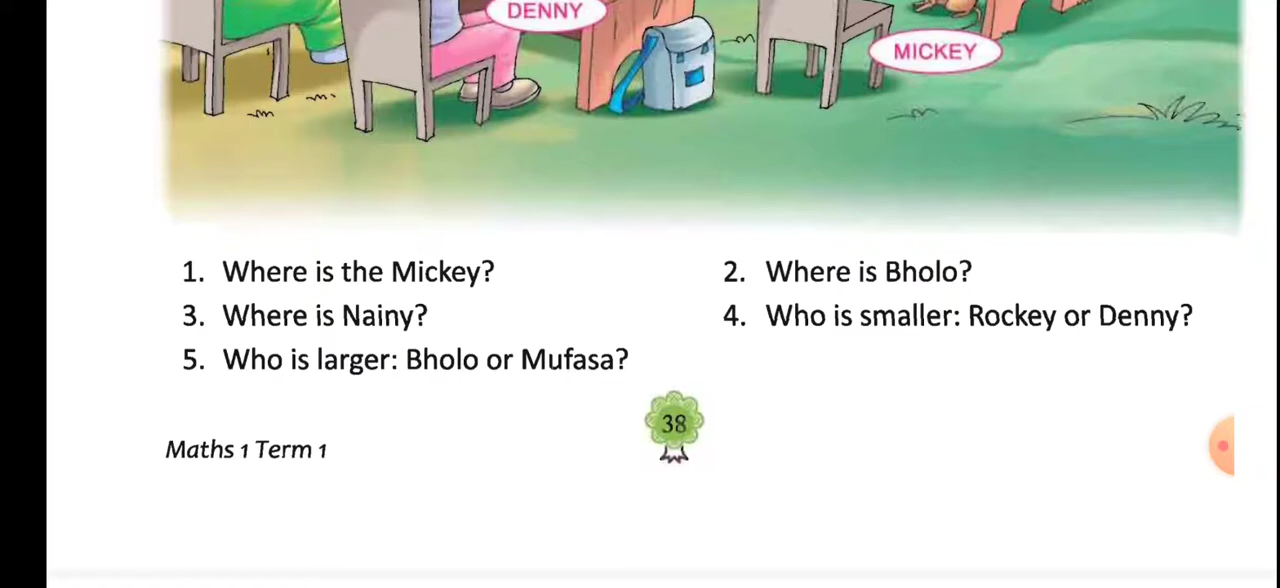 DENNY
MICKEY
1. Where is the Mickey?
2. Where is Bholo?
3. Where is Nainy?
4. Who is smaller: Rockey or Denny?
5. Who is larger: Bholo or Mufasa?
38
Maths 1 Term 1